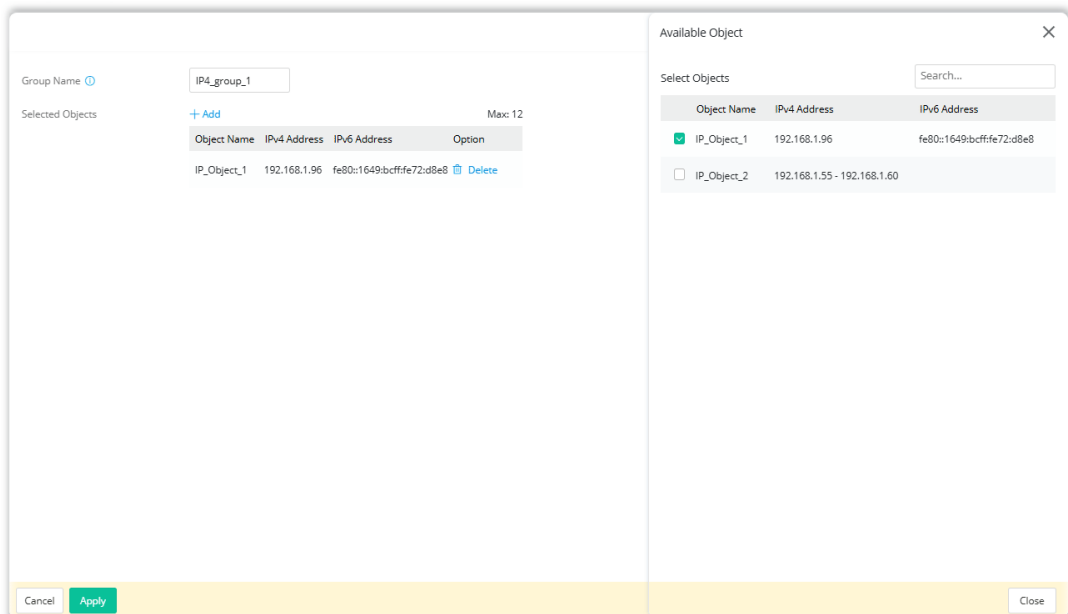 Group Name
IP4_group_1
Selected Objects
Add
Max: 12
Object Name IPv4 Address IPv6 Address Option
IP_Object_1 192.168.1.96 fe80::1649:bcff:fe72:d8e8 Delete
Cancel
Apply
Available Object
Select Objects
Search...
Object Name IPv4 Address IPv6 Address
IP_Object_1 192.168.1.96 fe80::1649:bcff:fe72:d8e8
IP_Object_2 192.168.1.55 - 192.168.1.60
Close